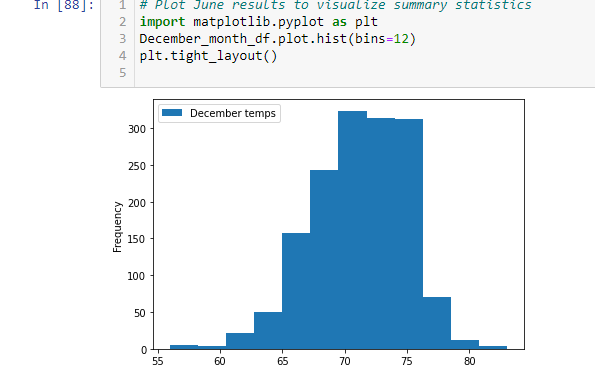 In [88]:
1 # Plot June results to visualize summary statistics
2 import matplotlib.pyplot as plt
3 December_month_df.plot.hist(bins=12)
4 plt.tight_layout()
5
December temps
300
250
200
150
100
50
0
Frequency
55 60 65 70 75 80